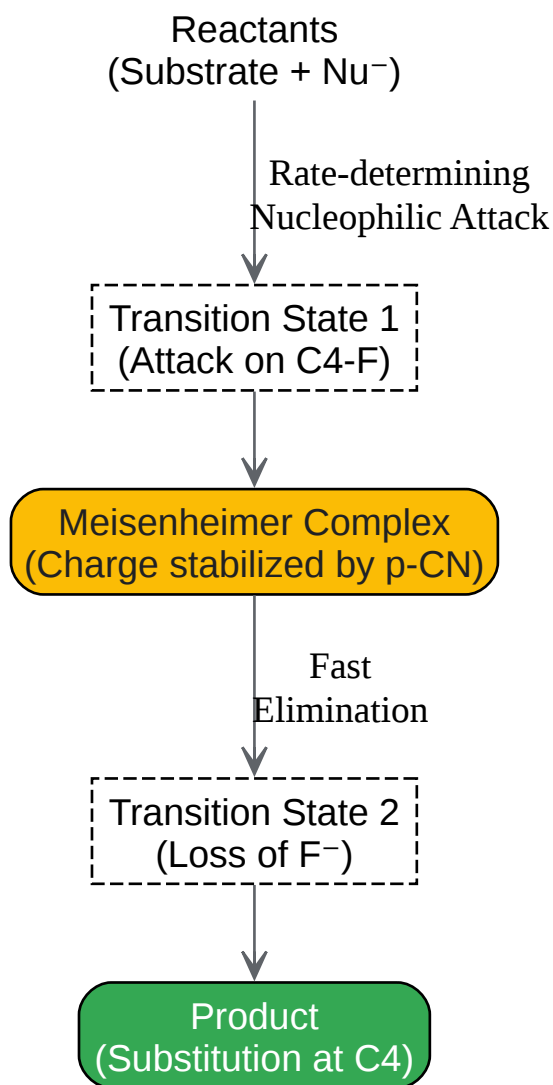 Reactants
(Substrate + Nu⁻)
Rate-determining
Nucleophilic Attack
Transition State 1
(Attack on C4-F)
Meisenheimer Complex
(Charge stabilized by p-CN)
Fast
Elimination
Transition State 2
(Loss of F⁻)
Product
(Substitution at C4)